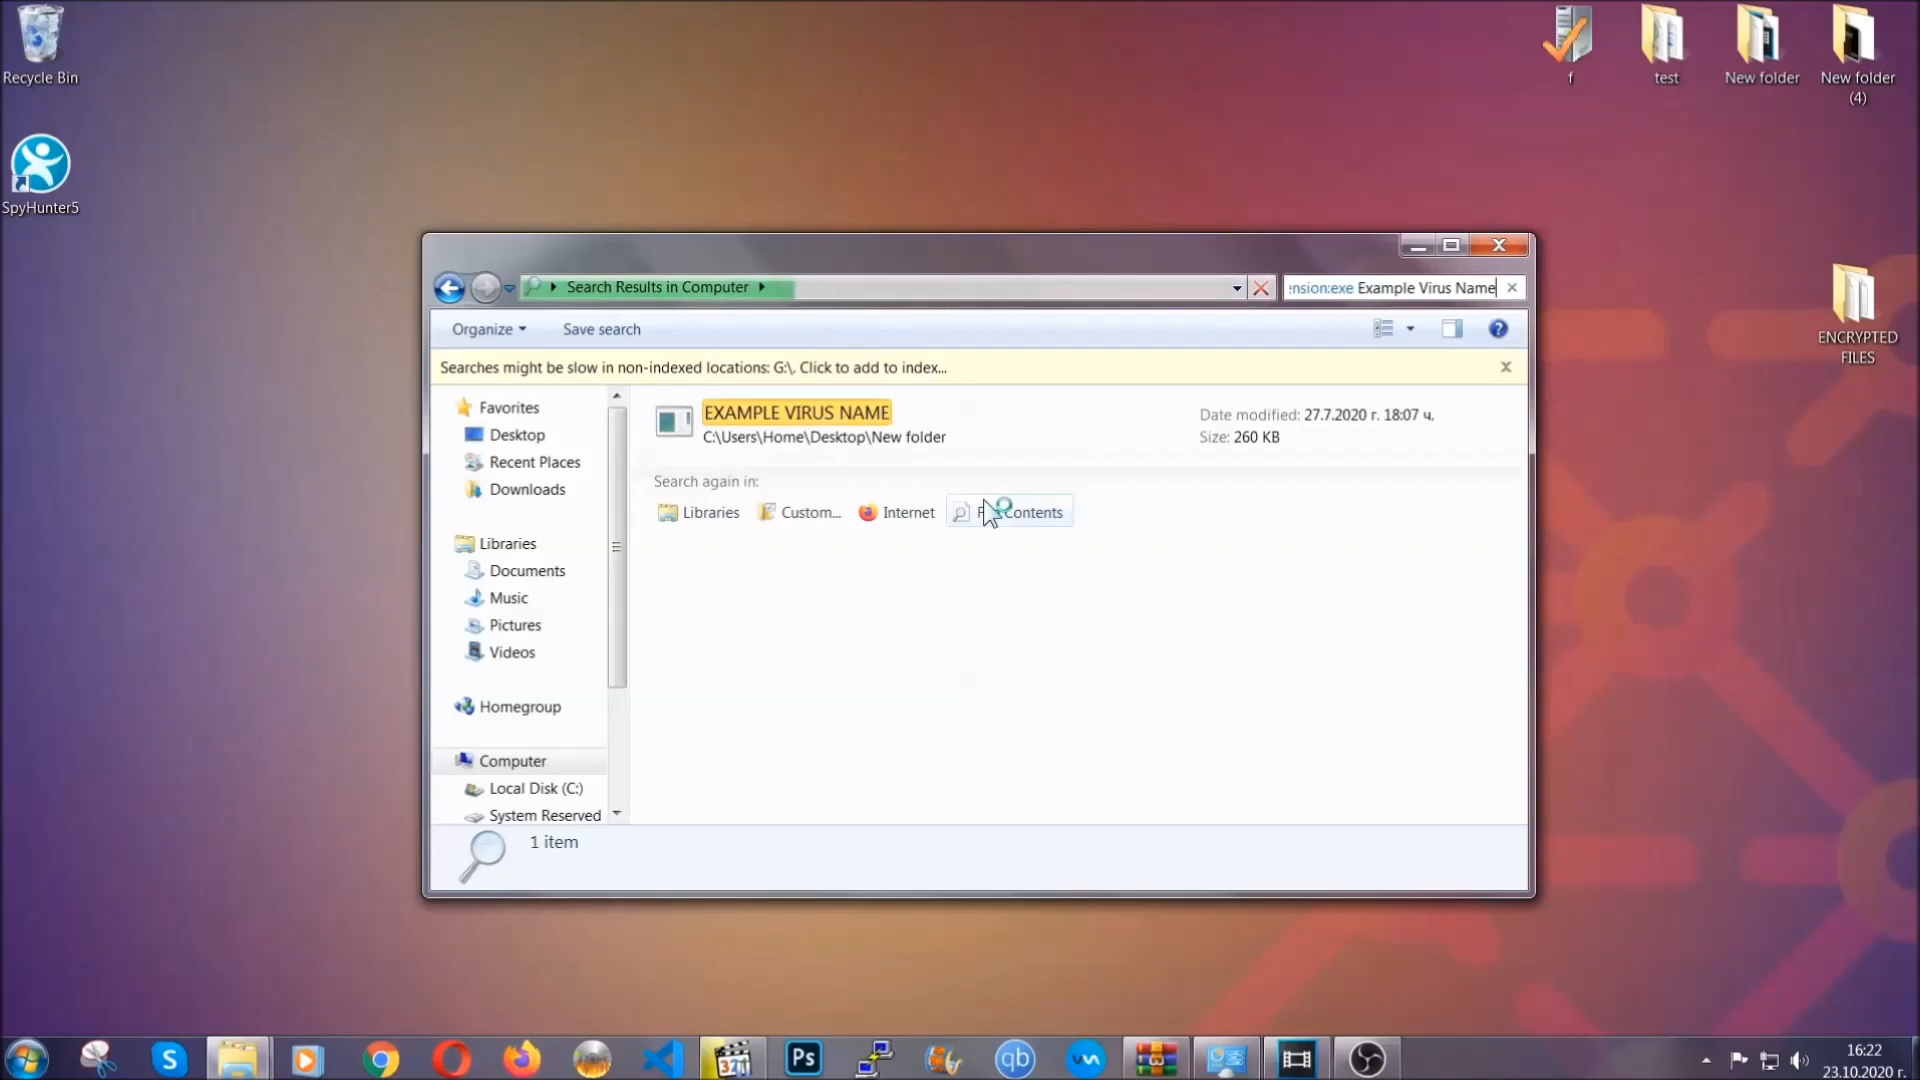 Recycle Bin
SpyHunter5
f
test
New folder
New folder
(4)
ENCRYPTED
FILES
Search Results in Computer
ension:exe Example Virus Name
Organize
Save search
Searches might be slow in non-indexed locations: G:\. Click to add to index...
Favorites
Desktop
Recent Places
Downloads
Libraries
Documents
Music
Pictures
Videos
Homegroup
Computer
Local Disk (C:)
System Reserved
EXAMPLE VIRUS NAME
C:\Users\Home\Desktop\New folder
Date modified: 27.7.2020 г. 18:07 ч.
Size: 260 KB
Search again in:
Libraries
Custom...
Internet
Contents
1 item
S
37
Ps
qb
16:22
23.10.2020 г.